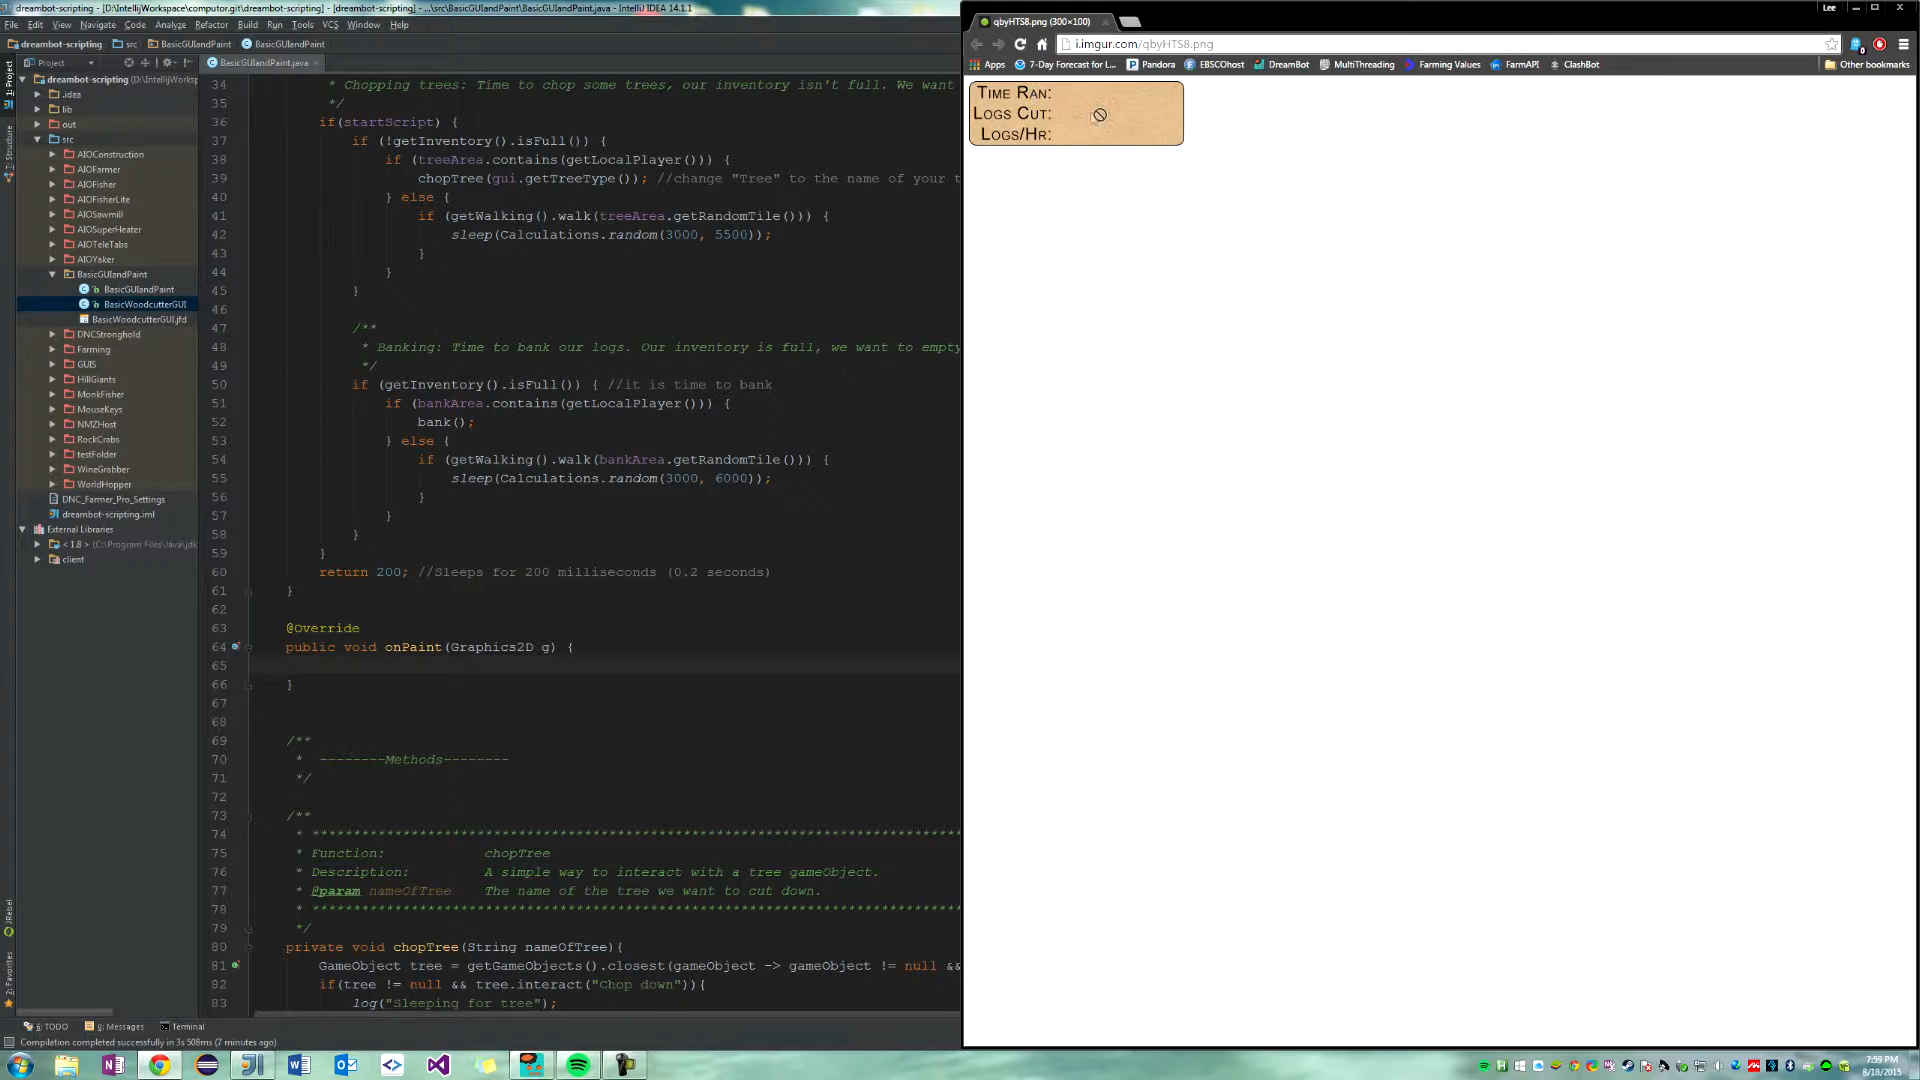 dreambot-scripting - [D:\IntellijWorkspace\computor.git\dreambot-scripting] - [dreambot-scripting] - ...\src\BasicGUIandPaint\BasicGUIandPaint.java - IntelliJ IDEA 14.1.1
File Edit View Navigate Code Analyze Refactor Build Run Tools VCS Window Help
dreambot-scripting src BasicGUIandPaint BasicGUIandPaint
Project
BasicGUIandPaint.java
1: Project
7: Structure
JRebel
2: Favorites
dreambot-scripting (D:\IntellijWorksp
.idea
lib
out
src
AIOConstruction
AIOFarmer
AIOFisher
AIOFisherLite
AIOSawmill
AIOSuperHeater
AIOTeleTabs
AIOYaker
BasicGUIandPaint
BasicGUIandPaint
BasicWoodcutterGUI
BasicWoodcutterGUI.jfd
DNCStronghold
Farming
GUIS
HillGiants
MonkFisher
MouseKeys
NMZHost
RockCrabs
testFolder
WineGrabber
WorldHopper
DNC_Farmer_Pro_Settings
dreambot-scripting.iml
External Libraries
< 1.8 > (C:\Program Files\Java\jdk
client
34 * Chopping trees: Time to chop some trees, our inventory isn't full. We want
35 */
36 if(startScript) {
37 if (!getInventory().isFull()) {
38 if (treeArea.contains(getLocalPlayer())) {
39 chopTree(gui.getTreeType()); //change "Tree" to the name of your t
40 } else {
41 if (getWalking().walk(treeArea.getRandomTile())) {
42 sleep(Calculations.random(3000, 5500));
43 }
44 }
45 }
46
47 /**
48 * Banking: Time to bank our logs. Our inventory is full, we want to empty
49 */
50 if (getInventory().isFull()) { //it is time to bank
51 if (bankArea.contains(getLocalPlayer())) {
52 bank();
53 } else {
54 if (getWalking().walk(bankArea.getRandomTile())) {
55 sleep(Calculations.random(3000, 6000));
56 }
57 }
58 }
59 }
60 return 200; //Sleeps for 200 milliseconds (0.2 seconds)
61 }
62
63 @Override
64 public void onPaint(Graphics2D g) {
65
66 }
67
68
69 /**
70 * --------Methods--------
71 */
72
73 /**
74 * *********************************************************************************
75 * Function: chopTree
76 * Description: A simple way to interact with a tree gameObject.
77 * @param nameOfTree The name of the tree we want to cut down.
78 * *********************************************************************************
79 */
80 private void chopTree(String nameOfTree){
81 GameObject tree = getGameObjects().closest(gameObject -> gameObject != null &&
82 if(tree != null && tree.interact("Chop down")){
83 log("Sleeping for tree");
6: TODO 0: Messages Terminal
Compilation completed successfully in 3s 508ms (7 minutes ago)
Lee
qbyHTS8.png (300×100)
i.imgur.com/qbyHTS8.png
Apps 7-Day Forecast for L... Pandora EBSCOhost DreamBot MultiThreading Farming Values FarmAPI ClashBot Other bookmarks
Time Ran:
Logs Cut:
Logs/Hr:
7:59 PM
8/18/2015